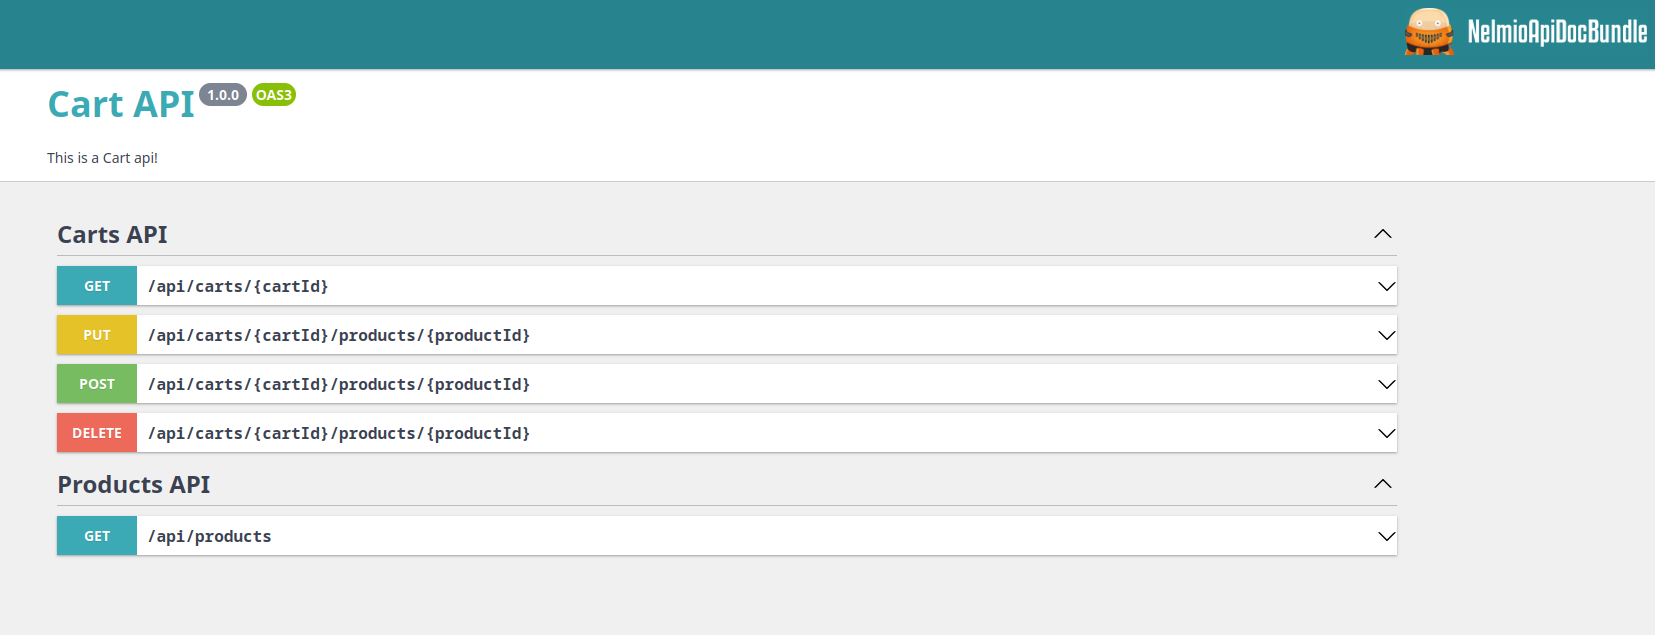 NelmioApiDocBundle
Cart API 1.0.0 OAS3
This is a Cart api!
Carts API
GET /api/carts/{cartId}
PUT /api/carts/{cartId}/products/{productId}
POST /api/carts/{cartId}/products/{productId}
DELETE /api/carts/{cartId}/products/{productId}
Products API
GET /api/products